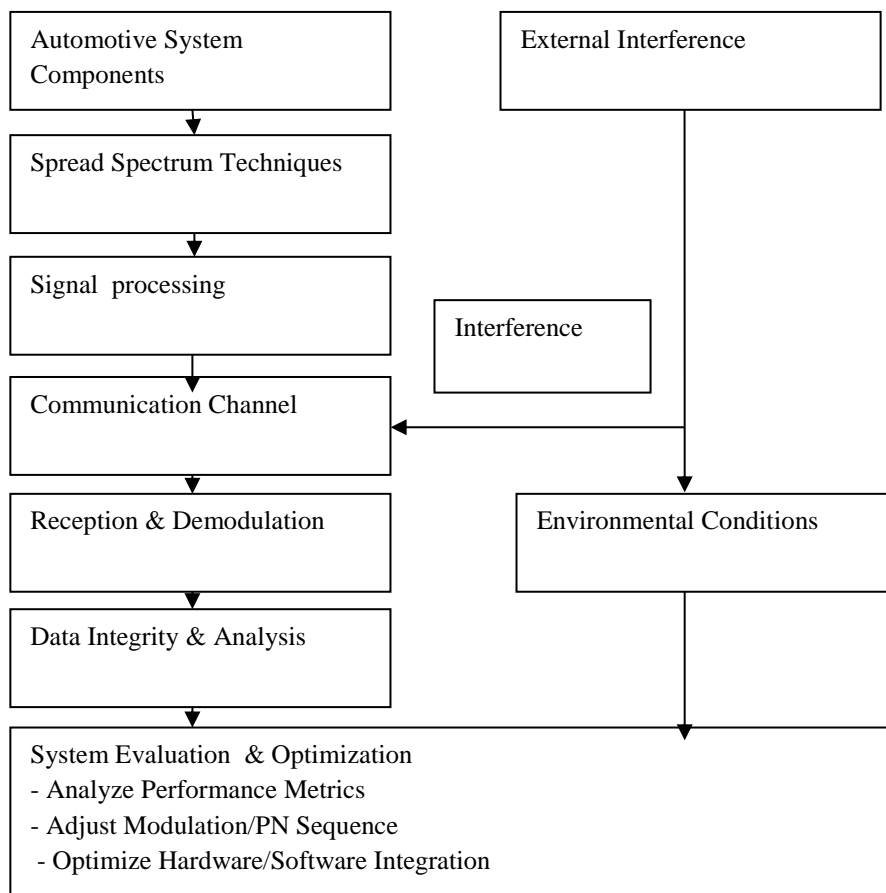 Automotive System
Components
External Interference
Spread Spectrum Techniques
Signal  processing
Interference
Communication Channel
Reception & Demodulation
Environmental Conditions
Data Integrity & Analysis
System Evaluation  & Optimization
- Analyze Performance Metrics
- Adjust Modulation/PN Sequence
- Optimize Hardware/Software Integration